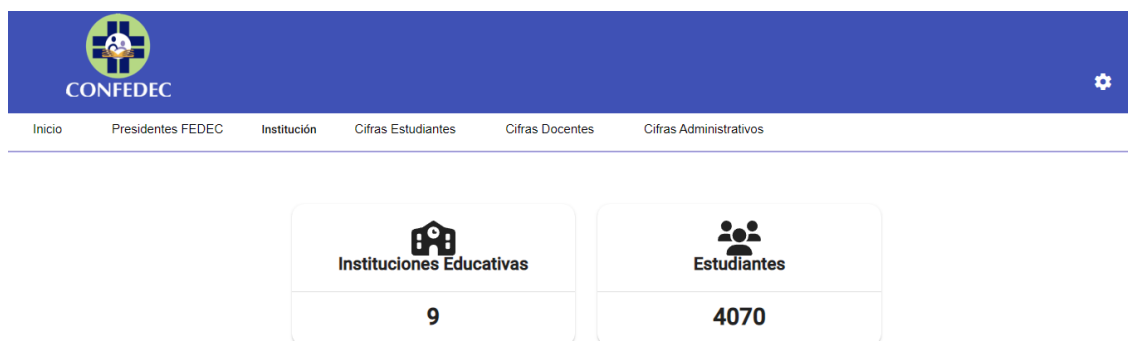 CONFEDEC
Inicio Presidentes FEDEC Institución Cifras Estudiantes Cifras Docentes Cifras Administrativos
Instituciones Educativas
9
Estudiantes
4070